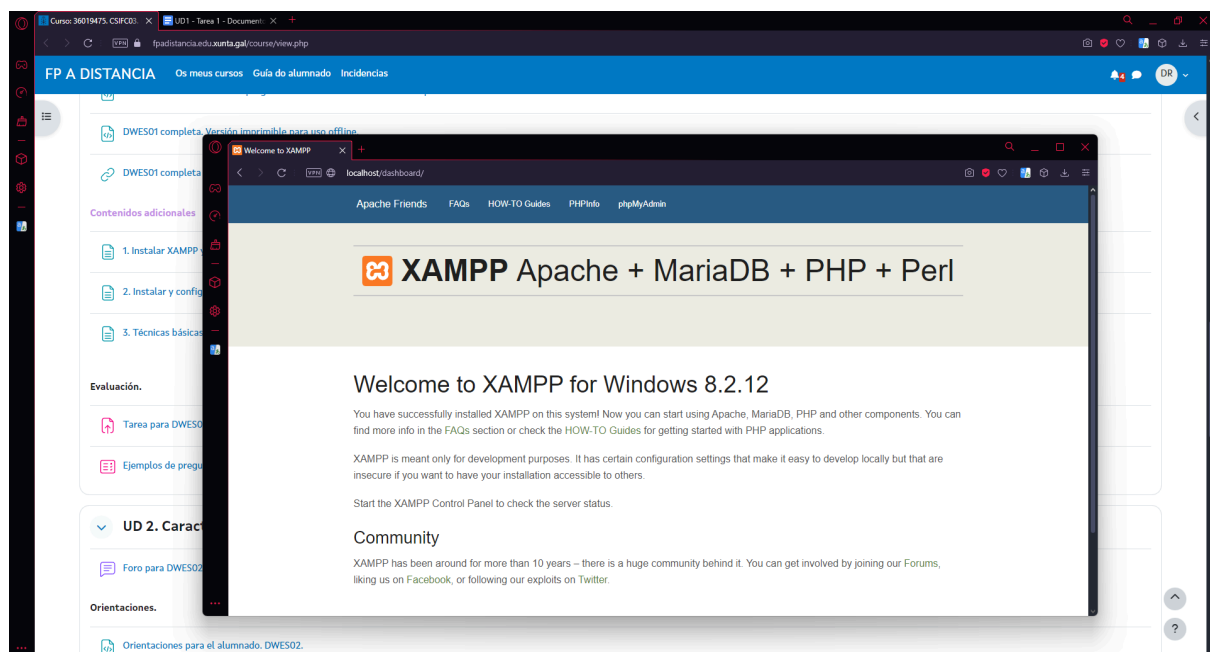 Curso: 36019475. CSIFC03.
UD1 - Tarea 1 - Documento
VPN
fpadistancia.edu.xunta.gal/course/view.php
FP A DISTANCIA
Os meus cursos
Guía do alumnado
Incidencias
4
DR
DWES01 completa. Versión imprimible para uso offline.
DWES01 completa
Contenidos adicionales
1. Instalar XAMPP y
2. Instalar y config
3. Técnicas básicas
Evaluación.
Tarea para DWES0
Ejemplos de pregu
UD 2. Caract
Foro para DWES02
Orientaciones.
Orientaciones para el alumnado. DWES02.
?
Welcome to XAMPP
VPN
localhost/dashboard/
Apache Friends
FAQs
HOW-TO Guides
PHPInfo
phpMyAdmin
XAMPP Apache + MariaDB + PHP + Perl
Welcome to XAMPP for Windows 8.2.12
You have successfully installed XAMPP on this system! Now you can start using Apache, MariaDB, PHP and other components. You can
find more info in the FAQs section or check the HOW-TO Guides for getting started with PHP applications.
XAMPP is meant only for development purposes. It has certain configuration settings that make it easy to develop locally but that are
insecure if you want to have your installation accessible to others.
Start the XAMPP Control Panel to check the server status.
Community
XAMPP has been around for more than 10 years – there is a huge community behind it. You can get involved by joining our Forums,
liking us on Facebook, or following our exploits on Twitter.